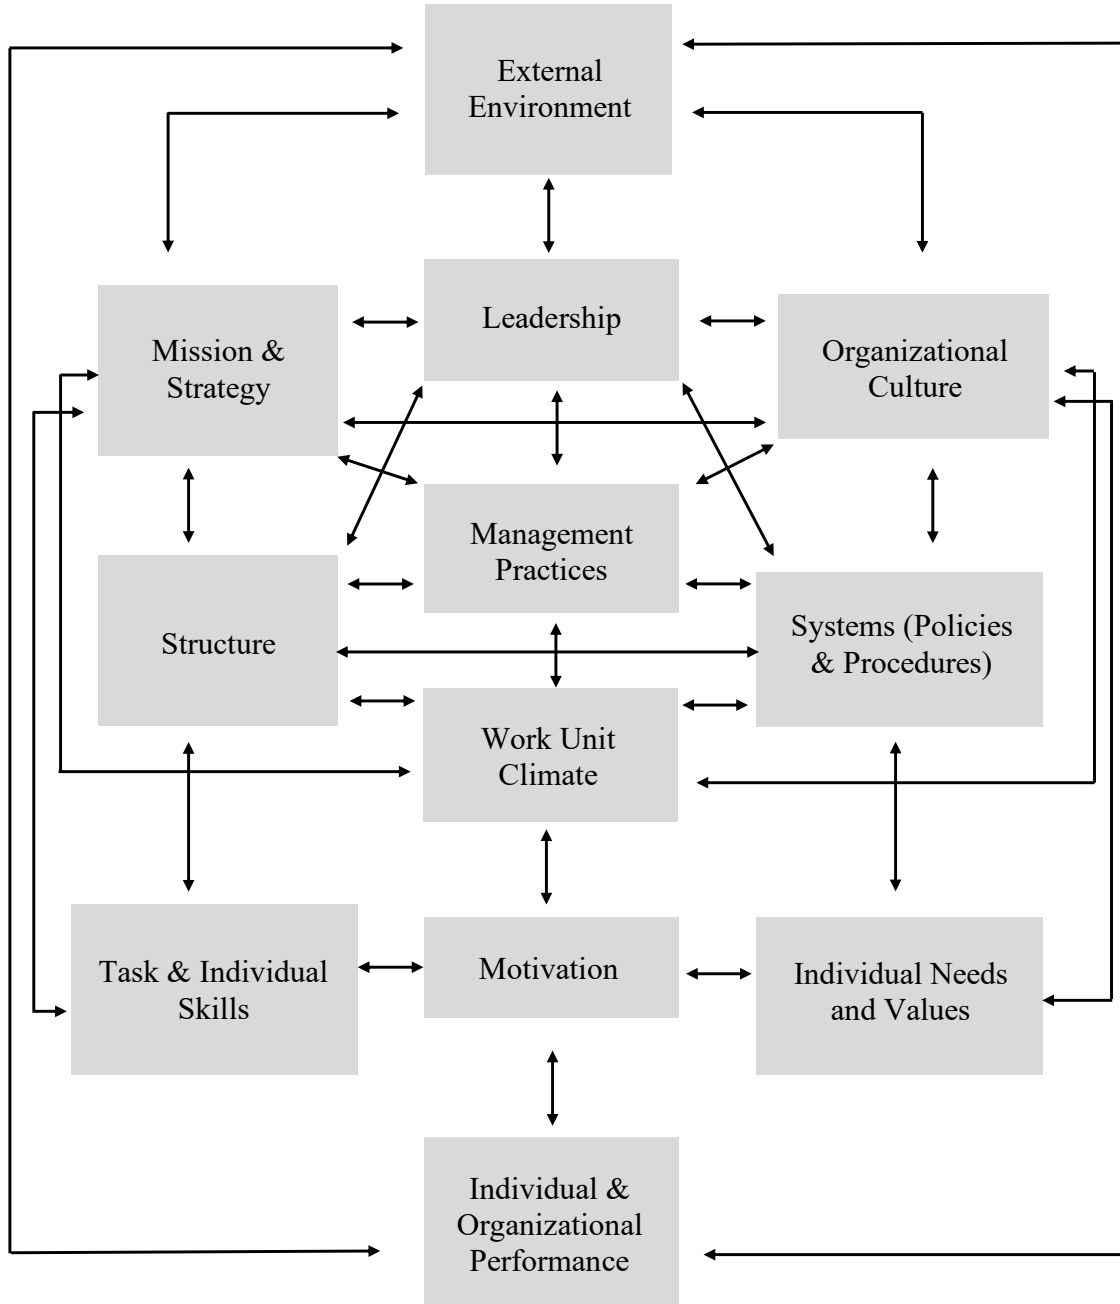 External
Environment
Leadership
Mission &
Strategy
Organizational
Culture
Management
Practices
Structure
Systems (Policies
& Procedures)
Work Unit
Climate
Task & Individual
Skills
Motivation
Individual Needs
and Values
Individual &
Organizational
Performance